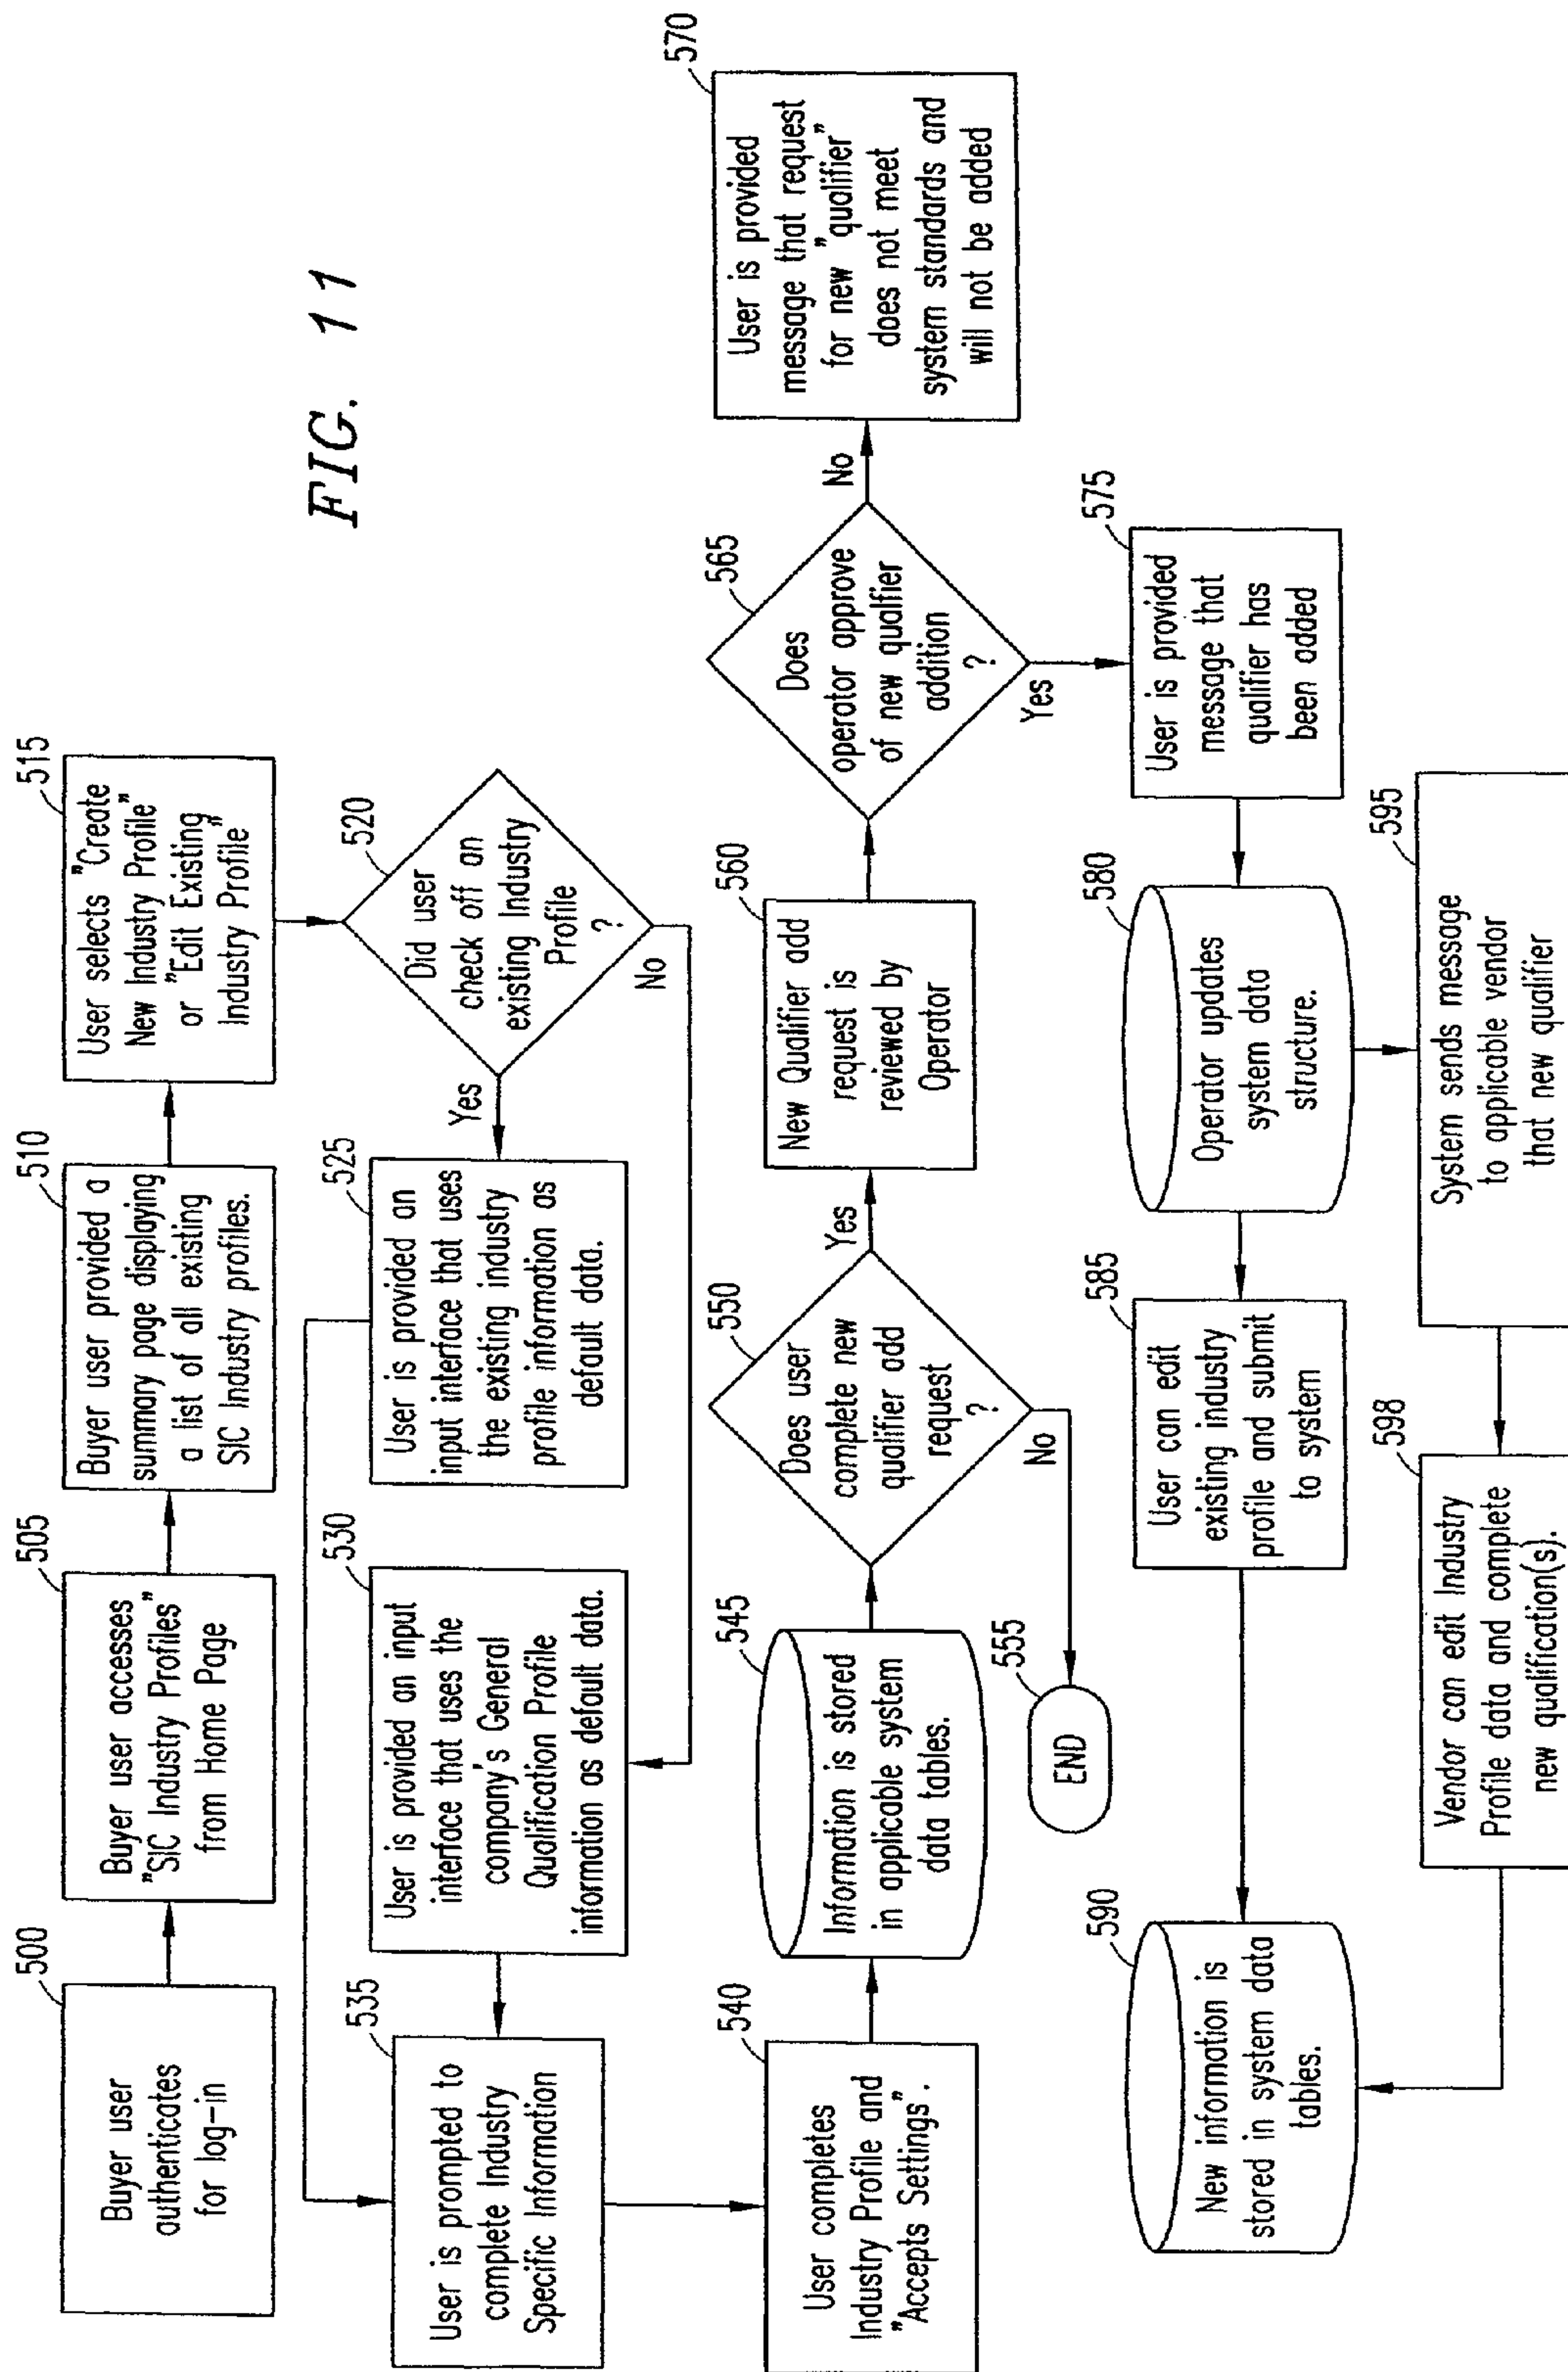 FIG. 11
500
Buyer user
authenticates
for log-in
505
Buyer user accesses
"SIC Industry Profiles"
from Home Page
510
Buyer user provided a
summary page displaying
a list of all existing
SIC Industry profiles.
515
User selects "Create
New Industry Profile"
or "Edit Existing
Industry Profile"
520
Did user
check off an
existing Industry
Profile
?
Yes
No
525
User is provided an
input interface that uses
the existing industry
profile information as
default data.
530
User is provided an input
interface that uses the
company's General
Qualification Profile
information as default data.
535
User is prompted to
complete Industry
Specific Information
540
User completes
Industry Profile and
"Accepts Settings".
545
Information is stored
in applicable system
data tables.
550
Does user
complete new
qualifier add
request
?
Yes
No
555
END
560
New Qualifier add
request is
reviewed by
Operator
565
Does
operator approve
of new qualfier
addition
?
No
Yes
570
User is provided
message that request
for new "qualifier"
does not meet
system standards and
will not be added
575
User is provided
message that
qualifier has
been added
580
Operator updates
system data
structure.
585
User can edit
existing industry
profile and submit
to system
590
New information is
stored in system data
tables.
595
System sends message
to applicable vendor
that new qualifier
598
Vendor can edit Industry
Profile data and complete
new qualification(s).